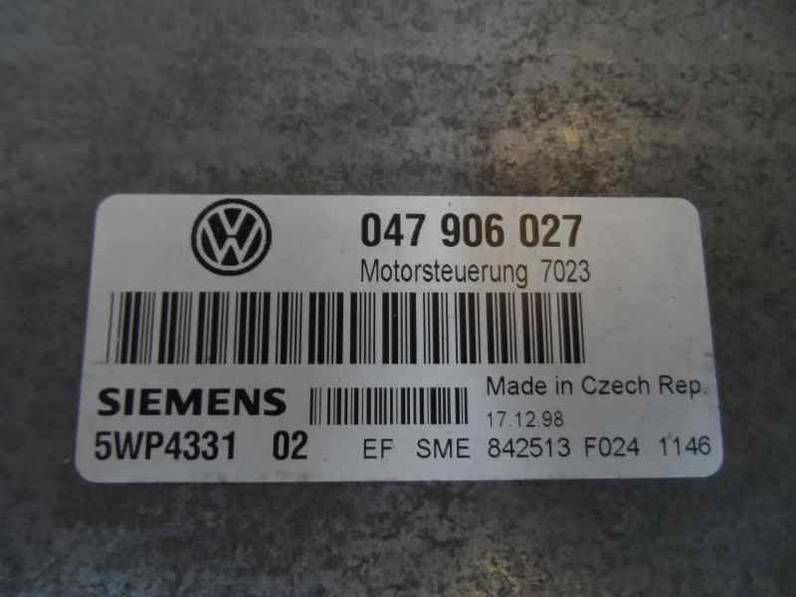 VW 047 906 027
Motorsteuerung 7023
SIEMENS
Made in Czech Rep.
17.12.98
5WP4331 02 EF SME 842513 F024 1146